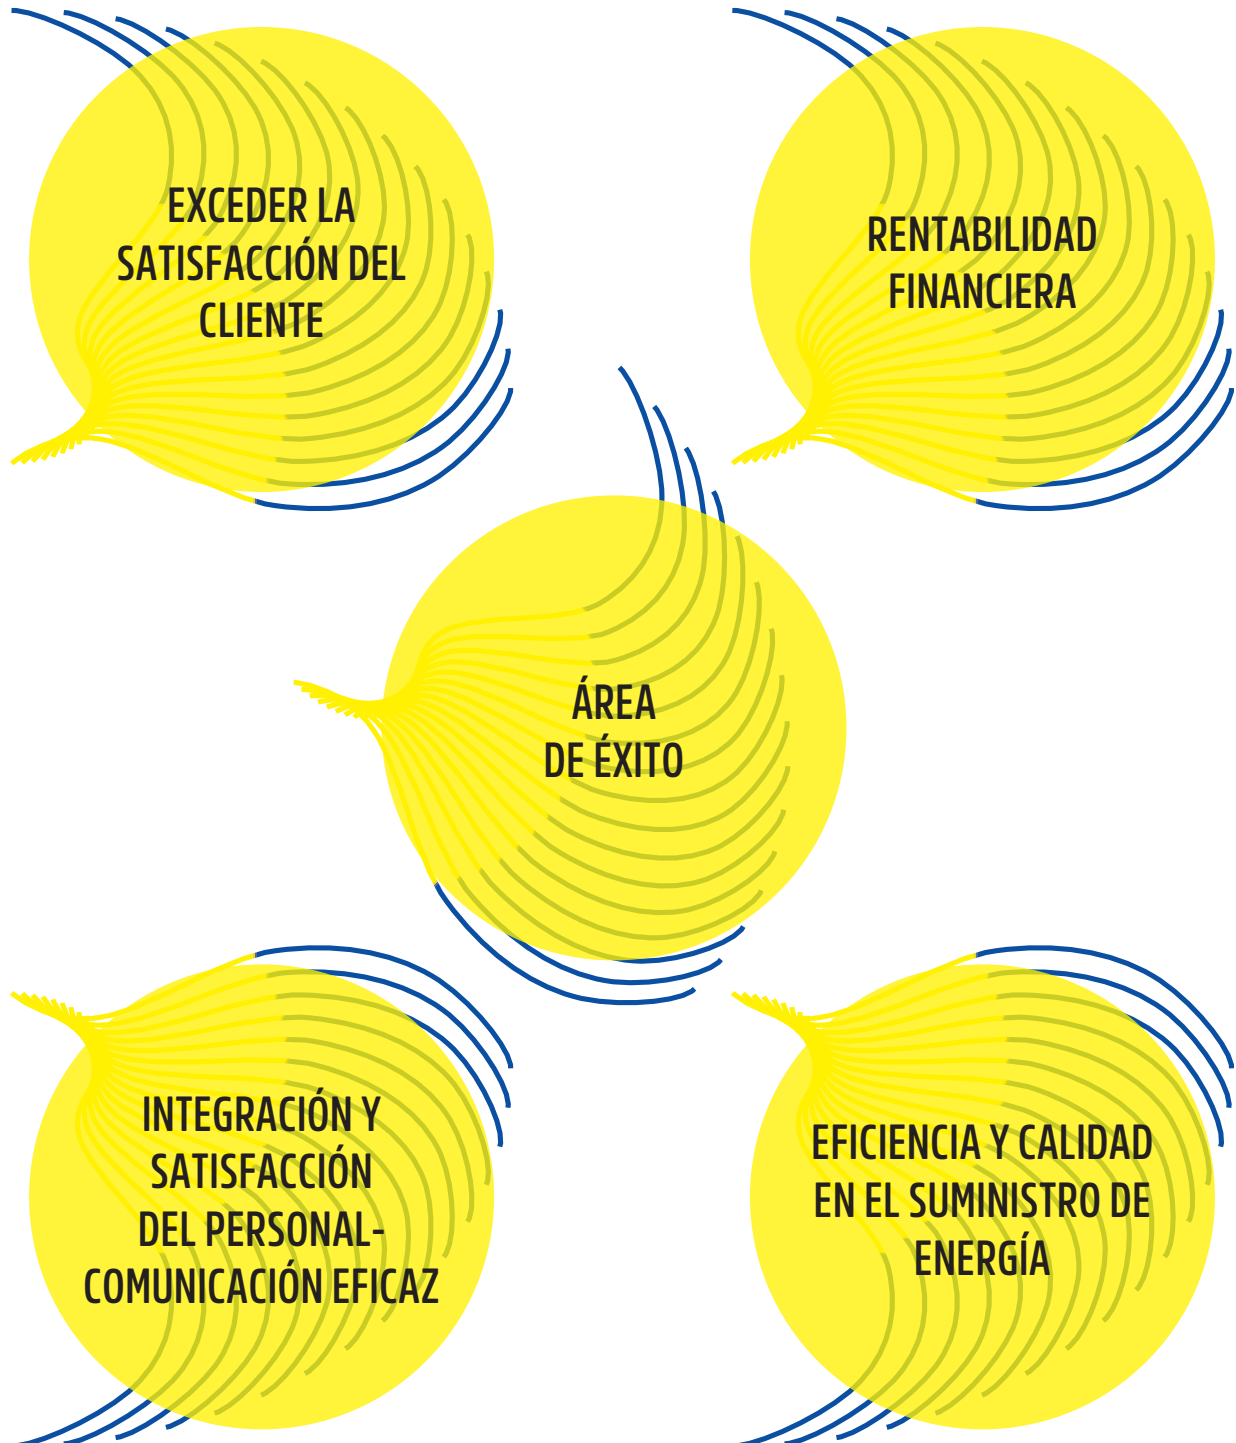 EXCEDER LA
SATISFACCIÓN DEL
CLIENTE
RENTABILIDAD
FINANCIERA
ÁREA
DE ÉXITO
INTEGRACIÓN Y
SATISFACCIÓN
DEL PERSONAL-
COMUNICACIÓN EFICAZ
EFICIENCIA Y CALIDAD
EN EL SUMINISTRO DE
ENERGÍA